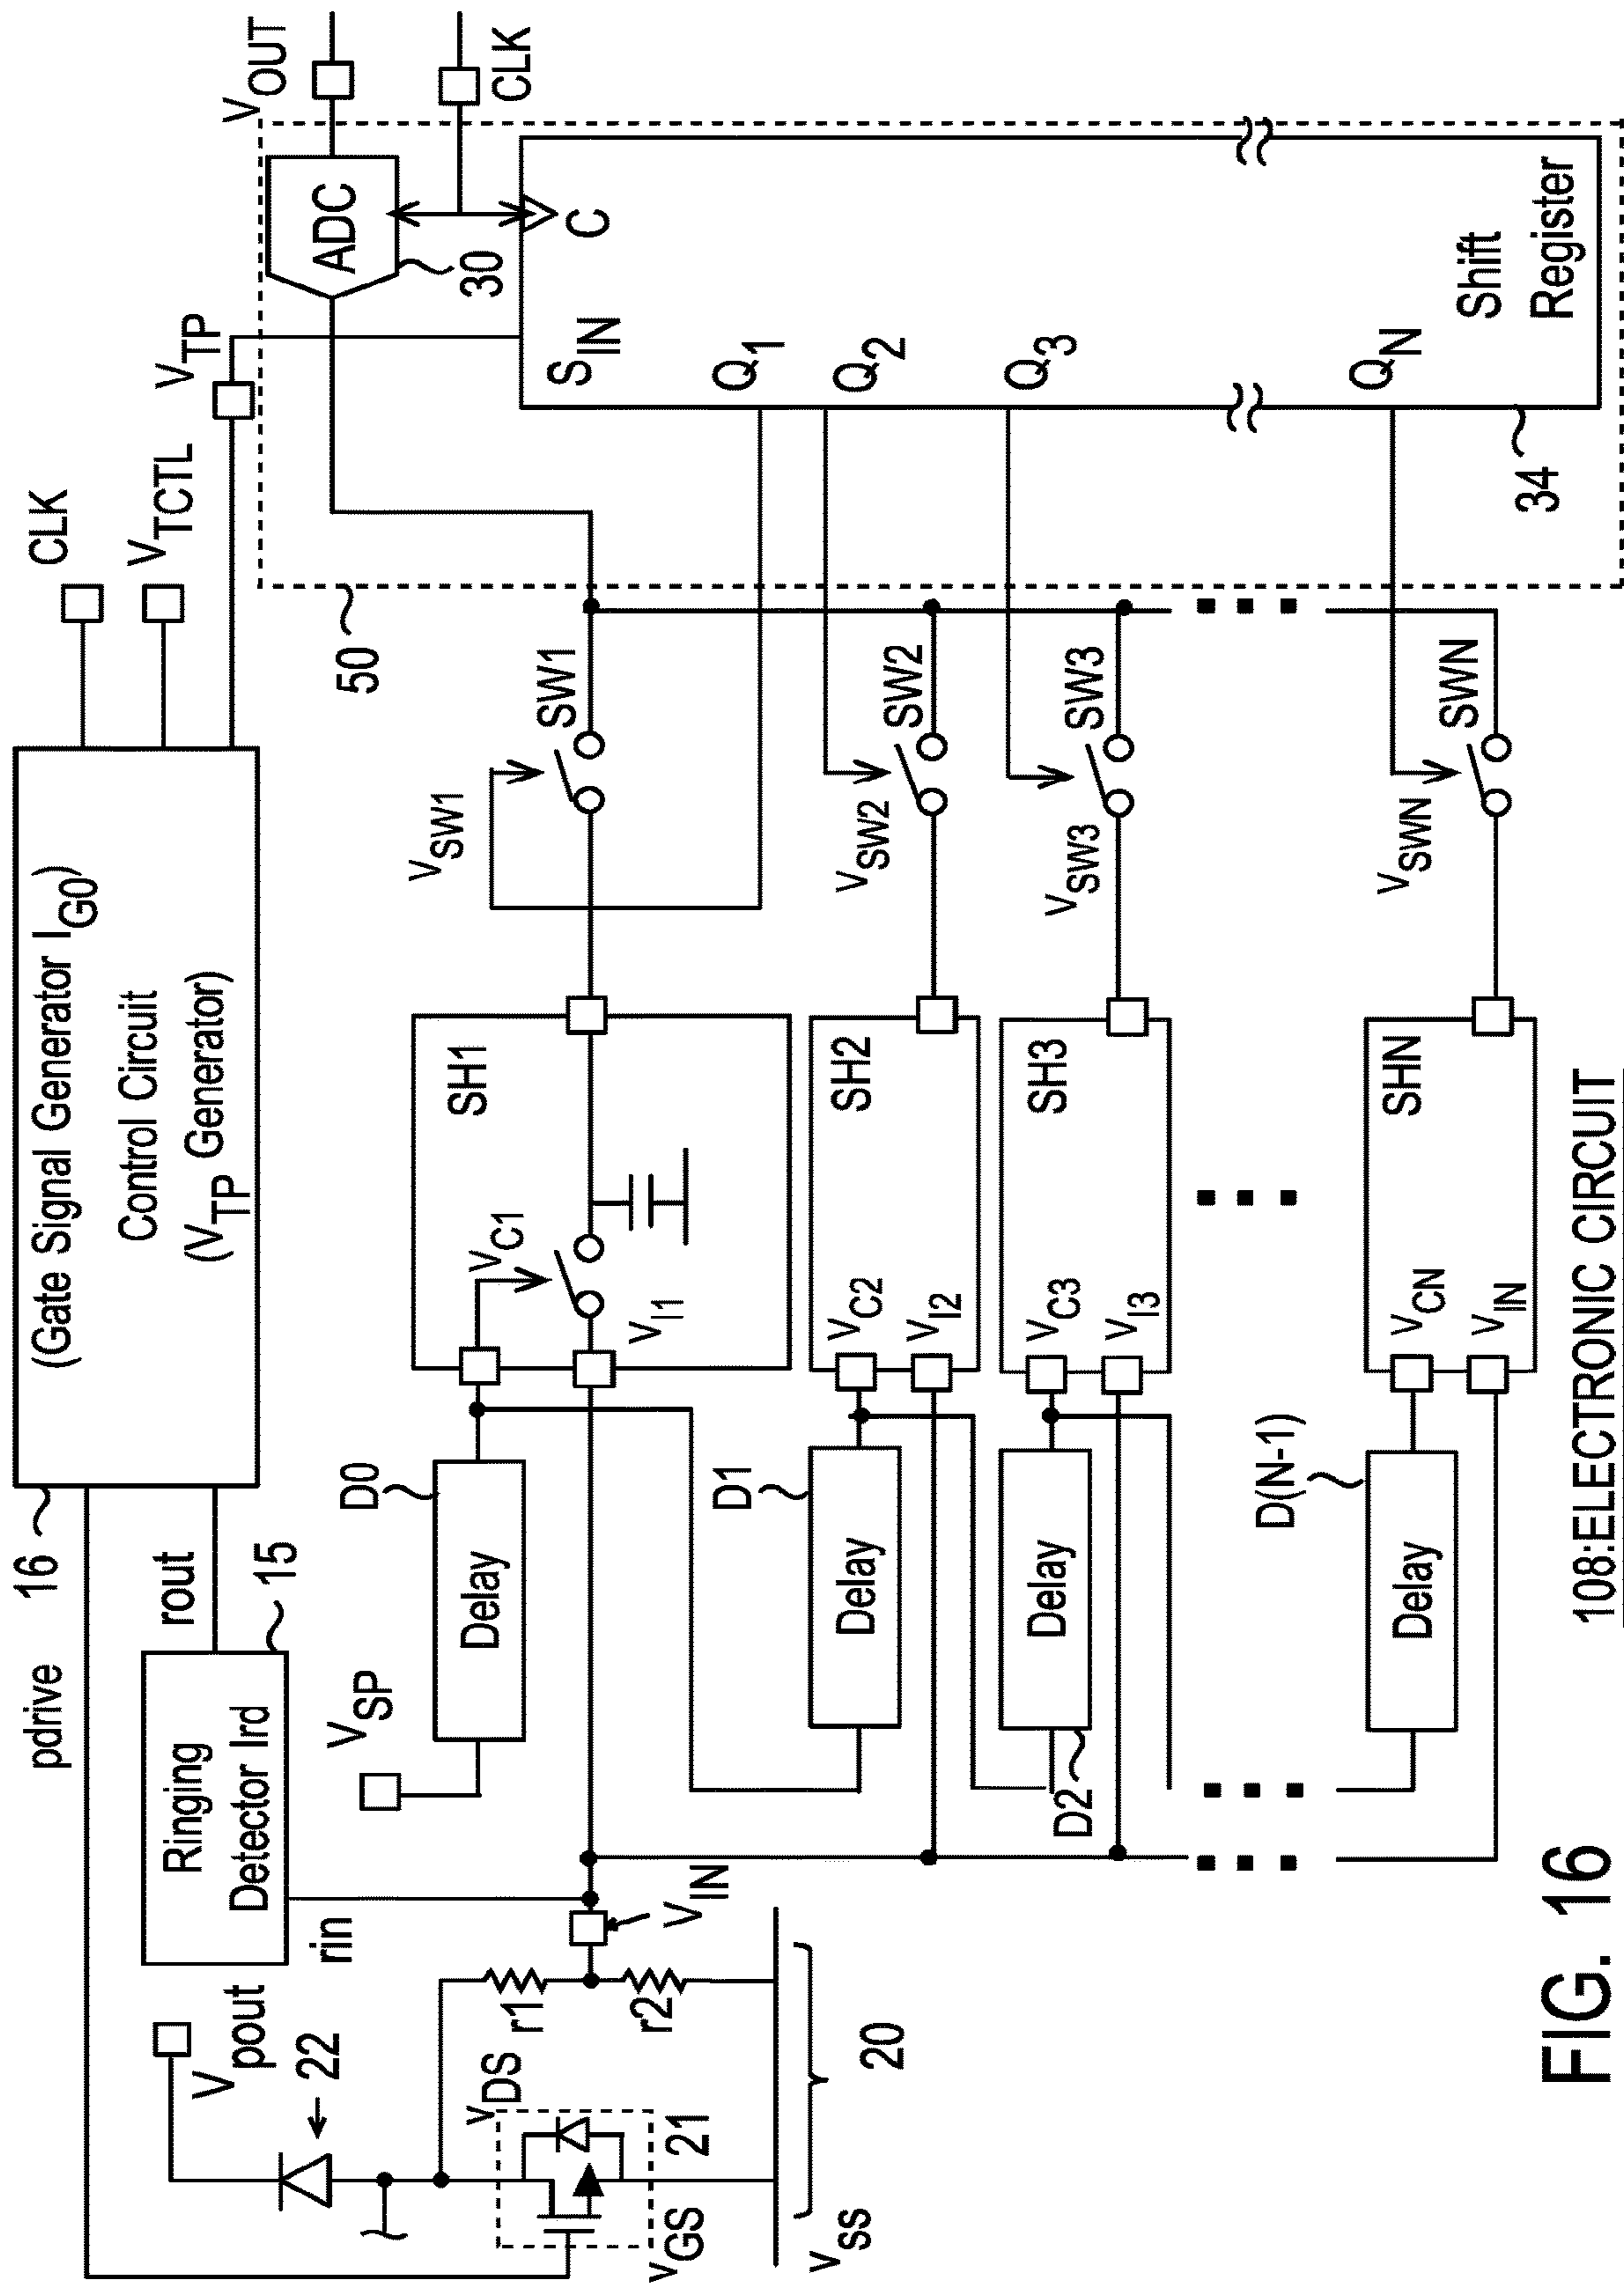 (Gate Signal Generator IG0)
Control Circuit
(VTP Generator)
16
CLK
VTCTL
VTP
pdrive
rout
Ringing
Detector Ird
15
rin
Vpout
22
VDS
VGS
21
r1
r2
VIN
Vss
20
VSP
Delay
D0
SH1
VC1
VI1
VSW1
SW1
50
ADC
30
VOUT
CLK
C
SIN
Q1
Q2
Q3
QN
Shift
Register
34
Delay
D1
SH2
VC2
VI2
VSW2
SW2
Delay
D2
SH3
VC3
VI3
VSW3
SW3
Delay
D(N-1)
SHN
VCN
VIN
VSWN
SWN
108:ELECTRONIC CIRCUIT
FIG. 16